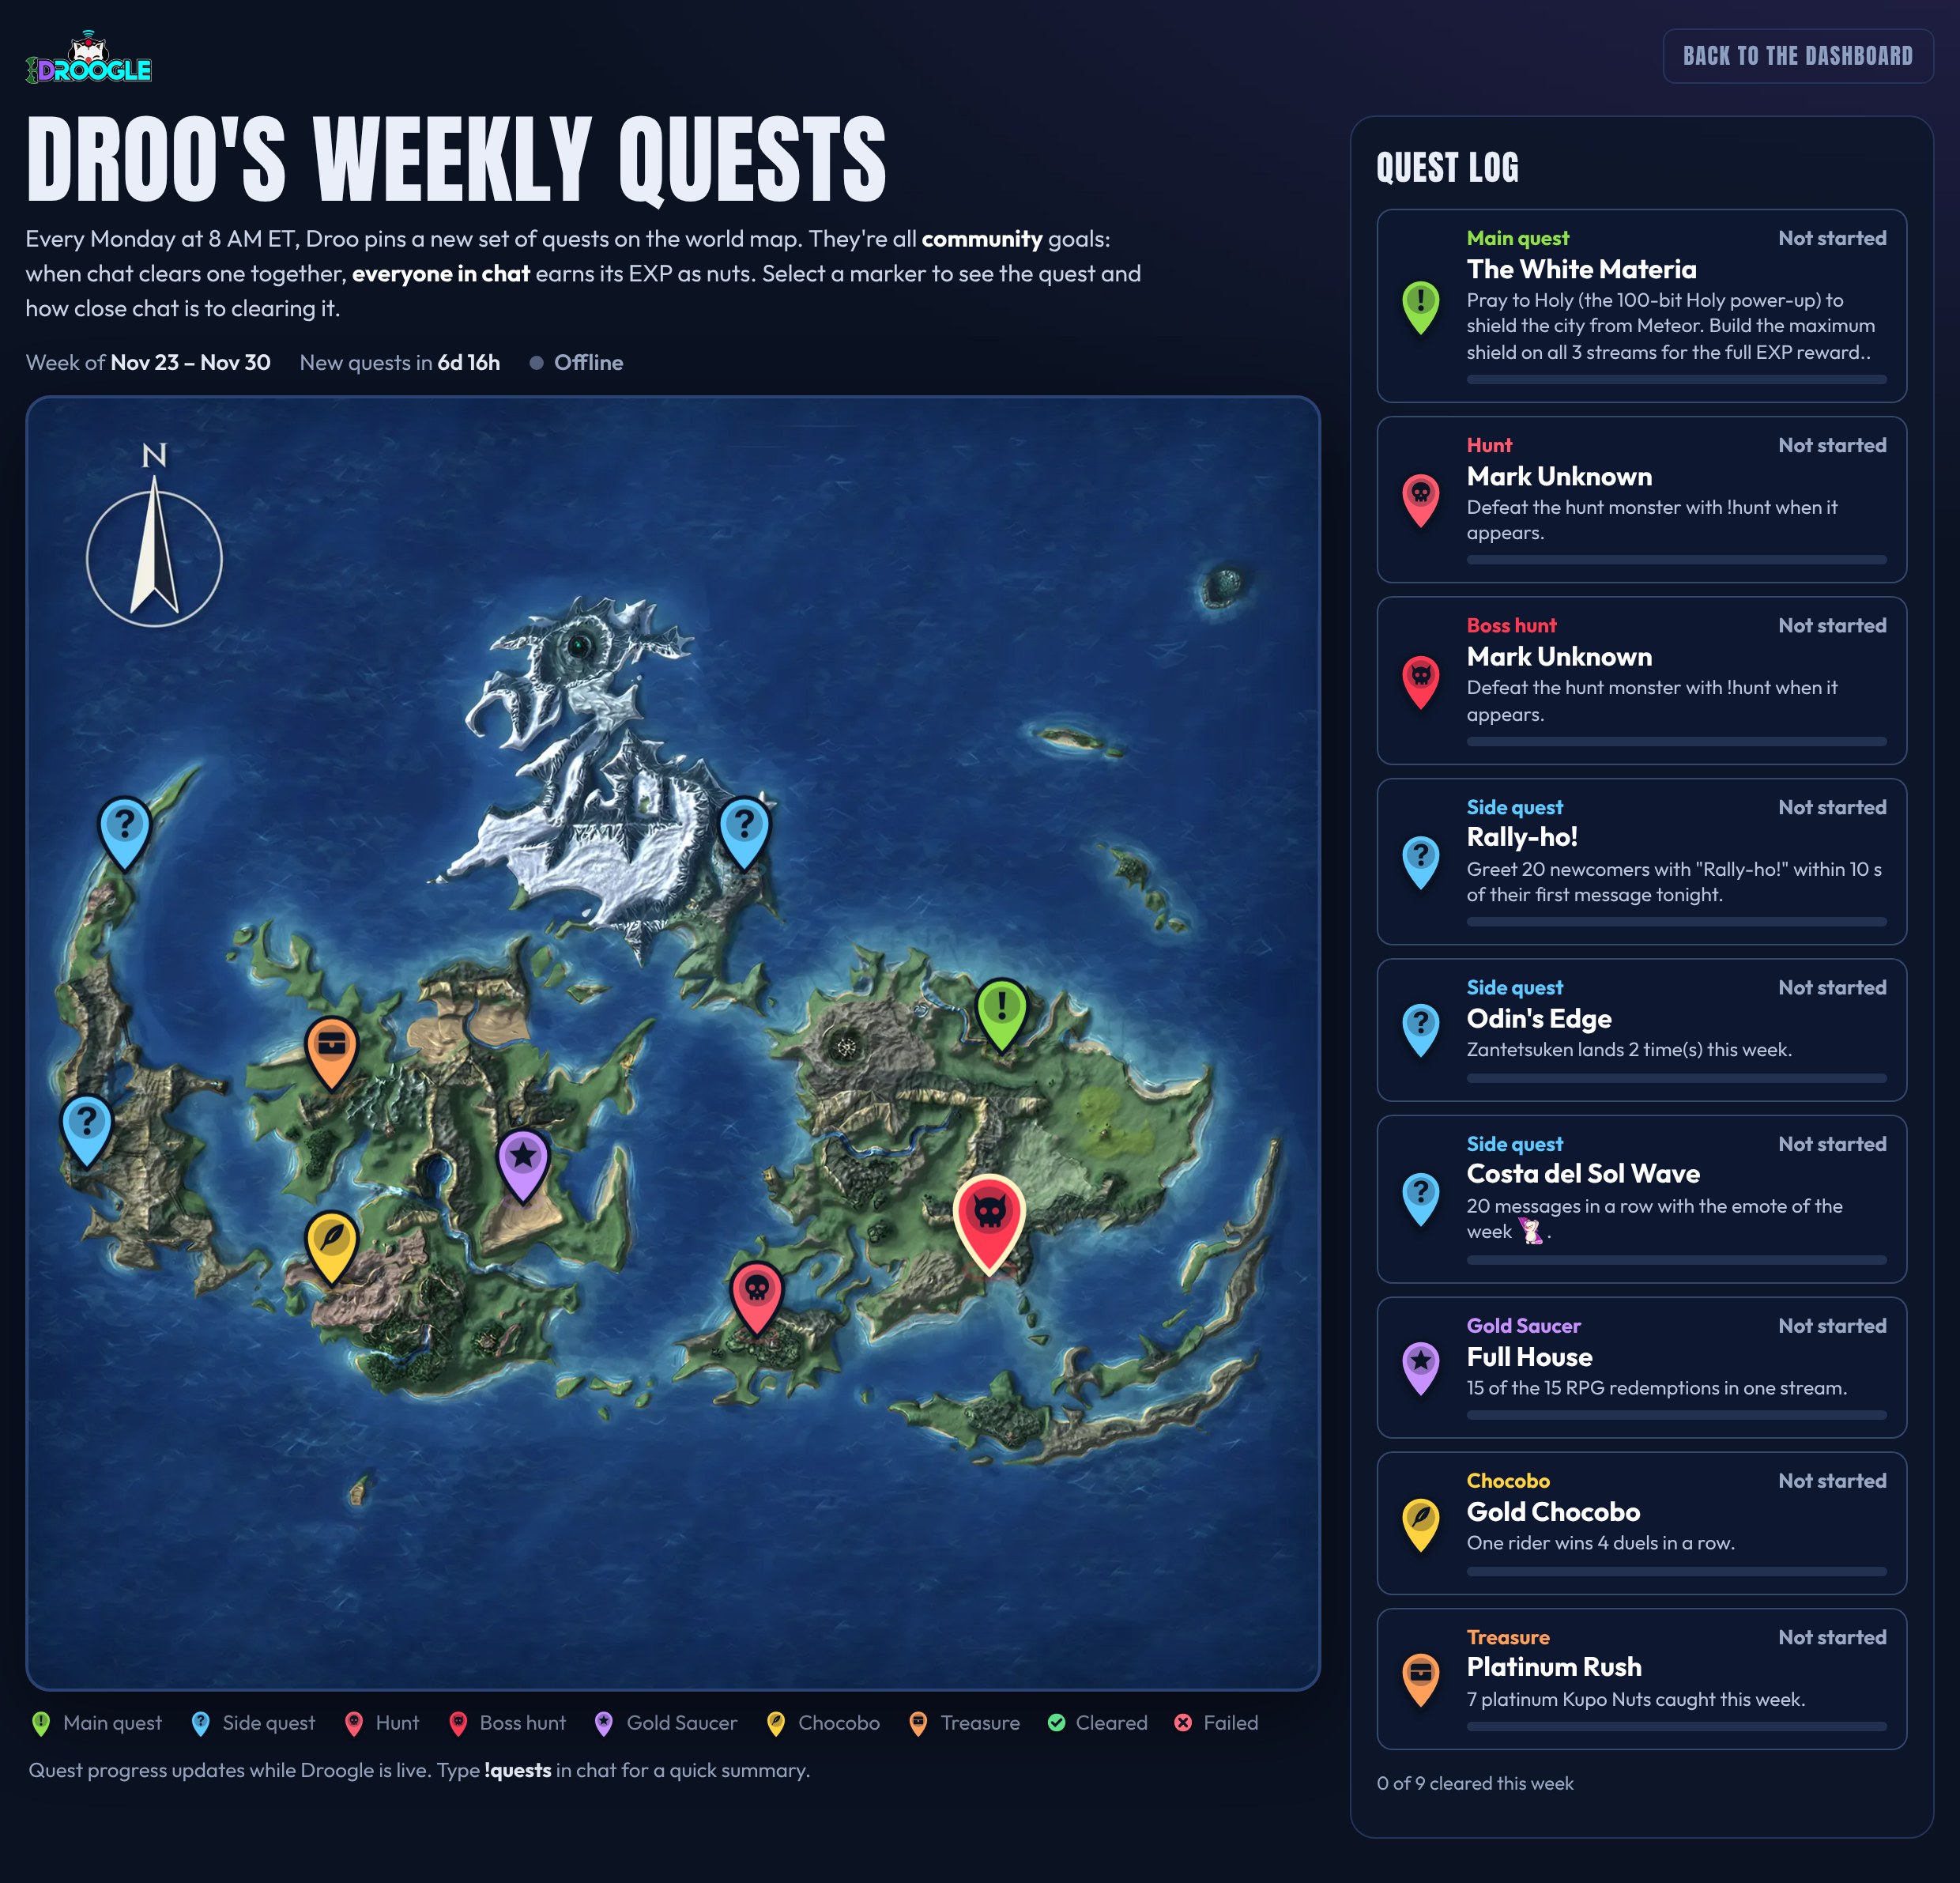 DROOGLE
BACK TO THE DASHBOARD
DROO'S WEEKLY QUESTS
Every Monday at 8 AM ET, Droo pins a new set of quests on the world map. They're all community goals:
when chat clears one together, everyone in chat earns its EXP as nuts. Select a marker to see the quest and
how close chat is to clearing it.
Week of Nov 23 – Nov 30 New quests in 6d 16h Offline
N
Main quest Side quest Hunt Boss hunt Gold Saucer Chocobo Treasure Cleared Failed
Quest progress updates while Droogle is live. Type !quests in chat for a quick summary.
QUEST LOG
Main quest Not started
The White Materia
Pray to Holy (the 100-bit Holy power-up) to
shield the city from Meteor. Build the maximum
shield on all 3 streams for the full EXP reward..
Hunt Not started
Mark Unknown
Defeat the hunt monster with !hunt when it
appears.
Boss hunt Not started
Mark Unknown
Defeat the hunt monster with !hunt when it
appears.
Side quest Not started
Rally-ho!
Greet 20 newcomers with "Rally-ho!" within 10 s
of their first message tonight.
Side quest Not started
Odin's Edge
Zantetsuken lands 2 time(s) this week.
Side quest Not started
Costa del Sol Wave
20 messages in a row with the emote of the
week .
Gold Saucer Not started
Full House
15 of the 15 RPG redemptions in one stream.
Chocobo Not started
Gold Chocobo
One rider wins 4 duels in a row.
Treasure Not started
Platinum Rush
7 platinum Kupo Nuts caught this week.
0 of 9 cleared this week